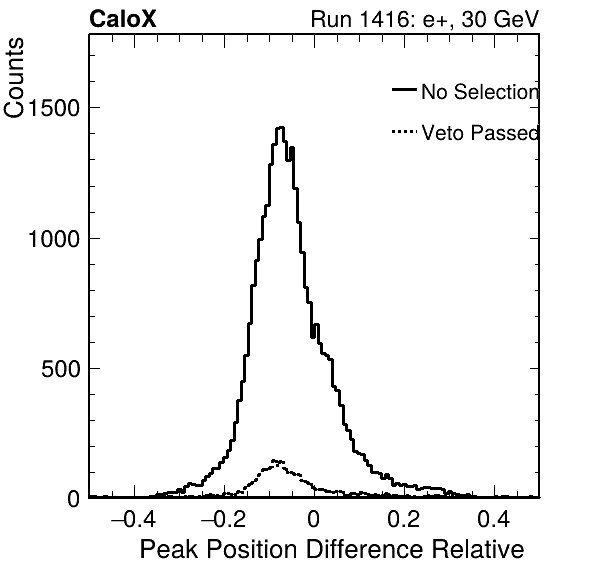 CaloX Run 1416: e+, 30 GeV
Counts
No Selection
Veto Passed
1500
1000
500
0
−0.4 −0.2 0 0.2 0.4
Peak Position Difference Relative